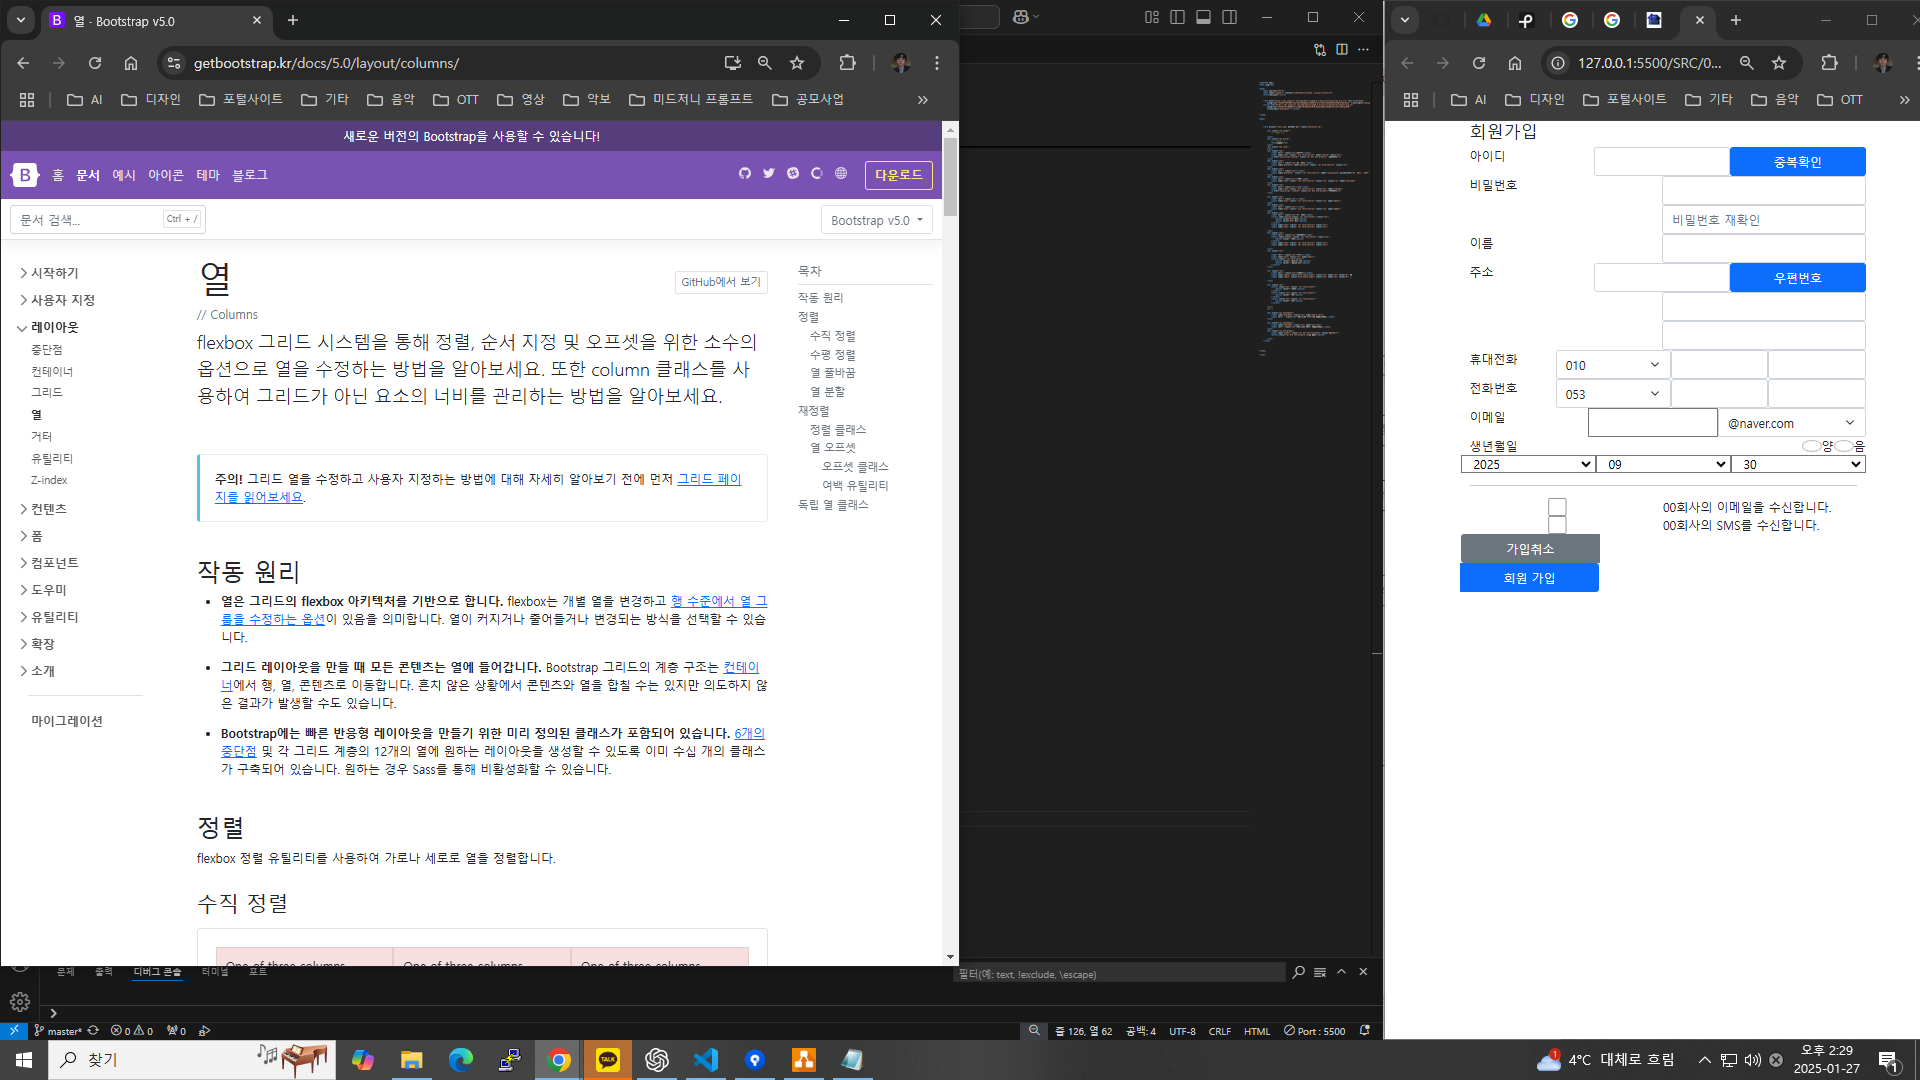 열 - Bootstrap v5.0
getbootstrap.kr/docs/5.0/layout/columns/
AI 디자인 포털사이트 기타 음악 OTT 영상 악보 미드저니 프롬프트 공모사업
새로운 버전의 Bootstrap을 사용할 수 있습니다!
B 홈 문서 예시 아이콘 테마 블로그 다운로드
문서 검색... Ctrl + / Bootstrap v5.0
시작하기
사용자 지정
레이아웃
중단점
컨테이너
그리드
열
거터
유틸리티
Z-index
컨텐츠
폼
컴포넌트
도우미
유틸리티
확장
소개
마이그레이션
열
GitHub에서 보기
// Columns
flexbox 그리드 시스템을 통해 정렬, 순서 지정 및 오프셋을 위한 소수의
옵션으로 열을 수정하는 방법을 알아보세요. 또한 column 클래스를 사
용하여 그리드가 아닌 요소의 너비를 관리하는 방법을 알아보세요.
주의! 그리드 열을 수정하고 사용자 지정하는 방법에 대해 자세히 알아보기 전에 먼저 그리드 페이
지를 읽어보세요.
작동 원리
열은 그리드의 flexbox 아키텍처를 기반으로 합니다. flexbox는 개별 열을 변경하고 행 수준에서 열 그
룹을 수정하는 옵션이 있음을 의미합니다. 열이 커지거나 줄어들거나 변경되는 방식을 선택할 수 있습
니다.
그리드 레이아웃을 만들 때 모든 콘텐츠는 열에 들어갑니다. Bootstrap 그리드의 계층 구조는 컨테이
너에서 행, 열, 콘텐츠로 이동합니다. 흔치 않은 상황에서 콘텐츠와 열을 합칠 수는 있지만 의도하지 않
은 결과가 발생할 수도 있습니다.
Bootstrap에는 빠른 반응형 레이아웃을 만들기 위한 미리 정의된 클래스가 포함되어 있습니다. 6개의
중단점 및 각 그리드 계층의 12개의 열에 원하는 레이아웃을 생성할 수 있도록 이미 수십 개의 클래스
가 구축되어 있습니다. 원하는 경우 Sass를 통해 비활성화할 수 있습니다.
정렬
flexbox 정렬 유틸리티를 사용하여 가로나 세로로 열을 정렬합니다.
수직 정렬
One of three columns One of three columns One of three columns
목차
작동 원리
정렬
수직 정렬
수평 정렬
열 줄바꿈
열 분할
재정렬
정렬 클래스
열 오프셋
오프셋 클래스
여백 유틸리티
독립 열 클래스
문제 출력 디버그 콘솔 터미널 포트
필터(예: text, !exclude, \escape)
master* 0 0 0
줄 126, 열 62 공백: 4 UTF-8 CRLF HTML Port : 5500
127.0.0.1:5500/SRC/0...
AI 디자인 포털사이트 기타 음악 OTT
회원가입
아이디 중복확인
비밀번호
비밀번호 재확인
이름
주소 우편번호
휴대전화 010
전화번호 053
이메일 @naver.com
생년월일 양 음
2025 09 30
00회사의 이메일을 수신합니다.
00회사의 SMS를 수신합니다.
가입취소
회원 가입
찾기
TALK
1 4°C 대체로 흐림
오후 2:29
2025-01-27
1